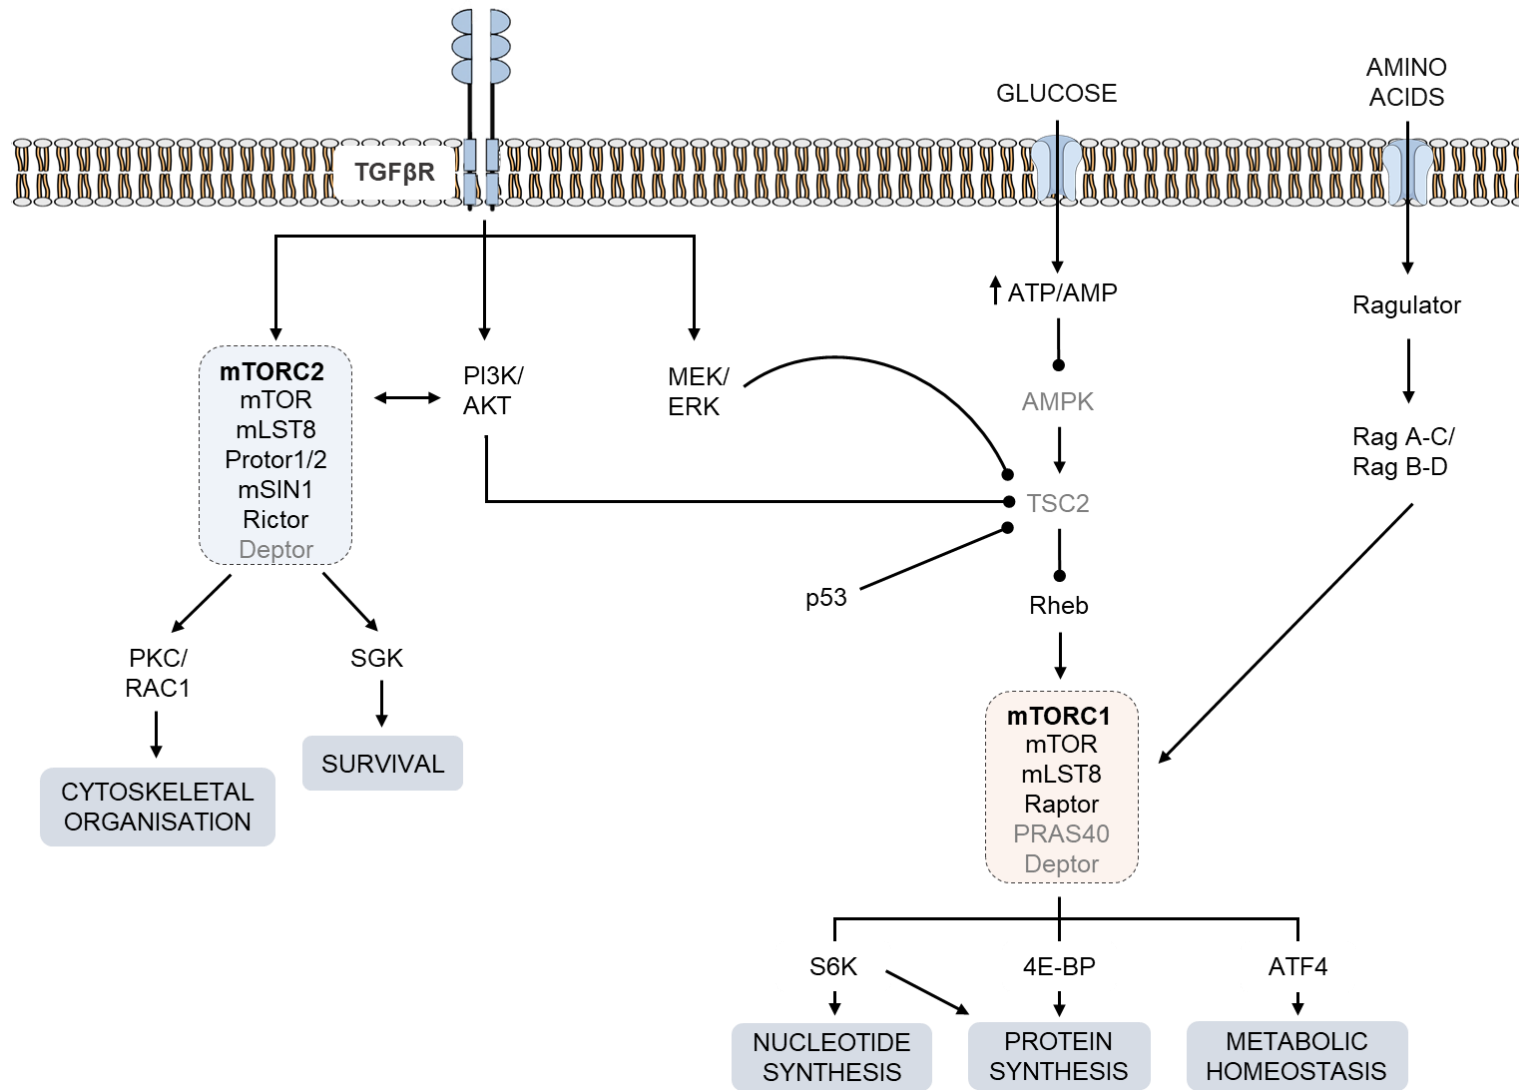 GLUCOSE
AMINO
ACIDS
TGFβR
ATP/AMP
Ragulator
mTORC2
mTOR
mLST8
Protor1/2
mSIN1
Rictor
Deptor
PI3K/
AKT
MEK/
ERK
AMPK
Rag A-C/
Rag B-D
TSC2
p53
Rheb
PKC/
RAC1
SGK
CYTOSKELETAL
ORGANISATION
SURVIVAL
mTORC1
mTOR
mLST8
Raptor
PRAS40
Deptor
S6K
4E-BP
ATF4
NUCLEOTIDE
SYNTHESIS
PROTEIN
SYNTHESIS
METABOLIC
HOMEOSTASIS